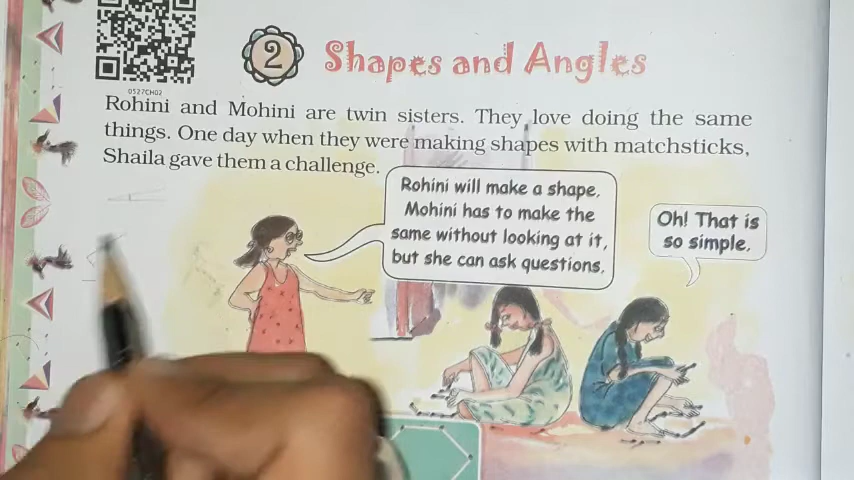 0527CH02
2 Shapes and Angles
Rohini and Mohini are twin sisters. They love doing the same
things. One day when they were making shapes with matchsticks,
Shaila gave them a challenge.
Rohini will make a shape.
Mohini has to make the
same without looking at it,
but she can ask questions.
Oh! That is
so simple.